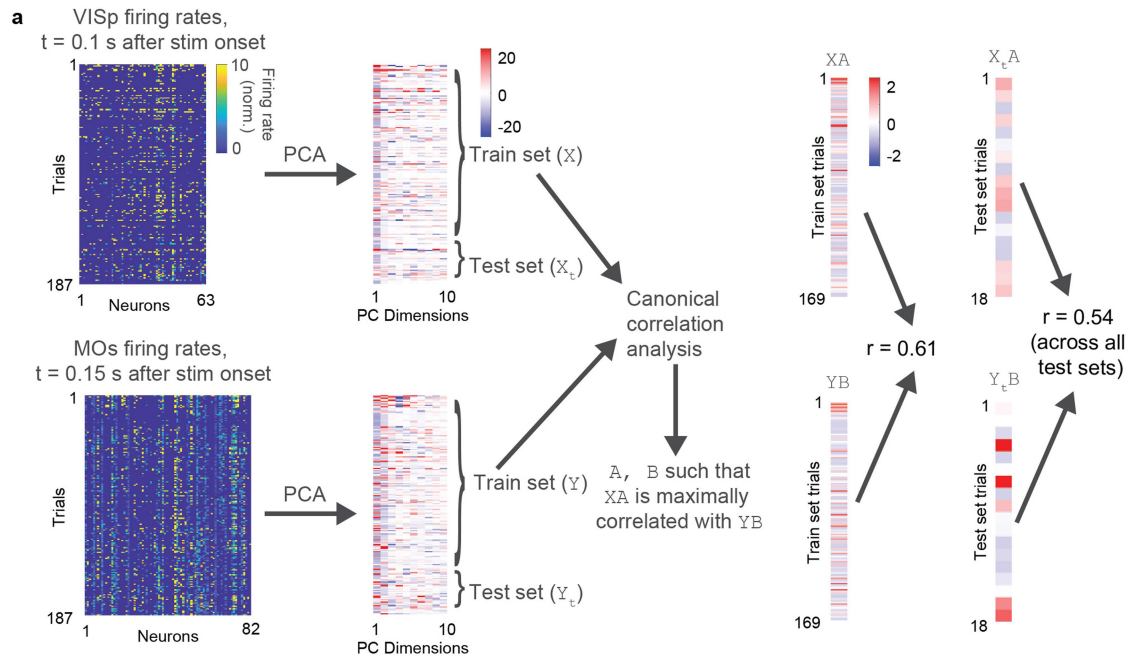 a
VISp firing rates,
t = 0.1 s after stim onset
1
Trials
187
1
Neurons
63
10
0
Firing rate
(norm.)
PCA
1
10
PC Dimensions
20
0
-20
Train set (X)
Test set (Xt)
MOs firing rates,
t = 0.15 s after stim onset
1
Trials
187
1
Neurons
82
PCA
1
10
PC Dimensions
Train set (Y)
Test set (Yt)
Canonical
correlation
analysis
A, B such that
XA is maximally
correlated with YB
XA
1
Train set trials
169
2
0
-2
XtA
1
Test set trials
18
r = 0.61
r = 0.54
(across all
test sets)
YB
1
Train set trials
169
YtB
1
Test set trials
18